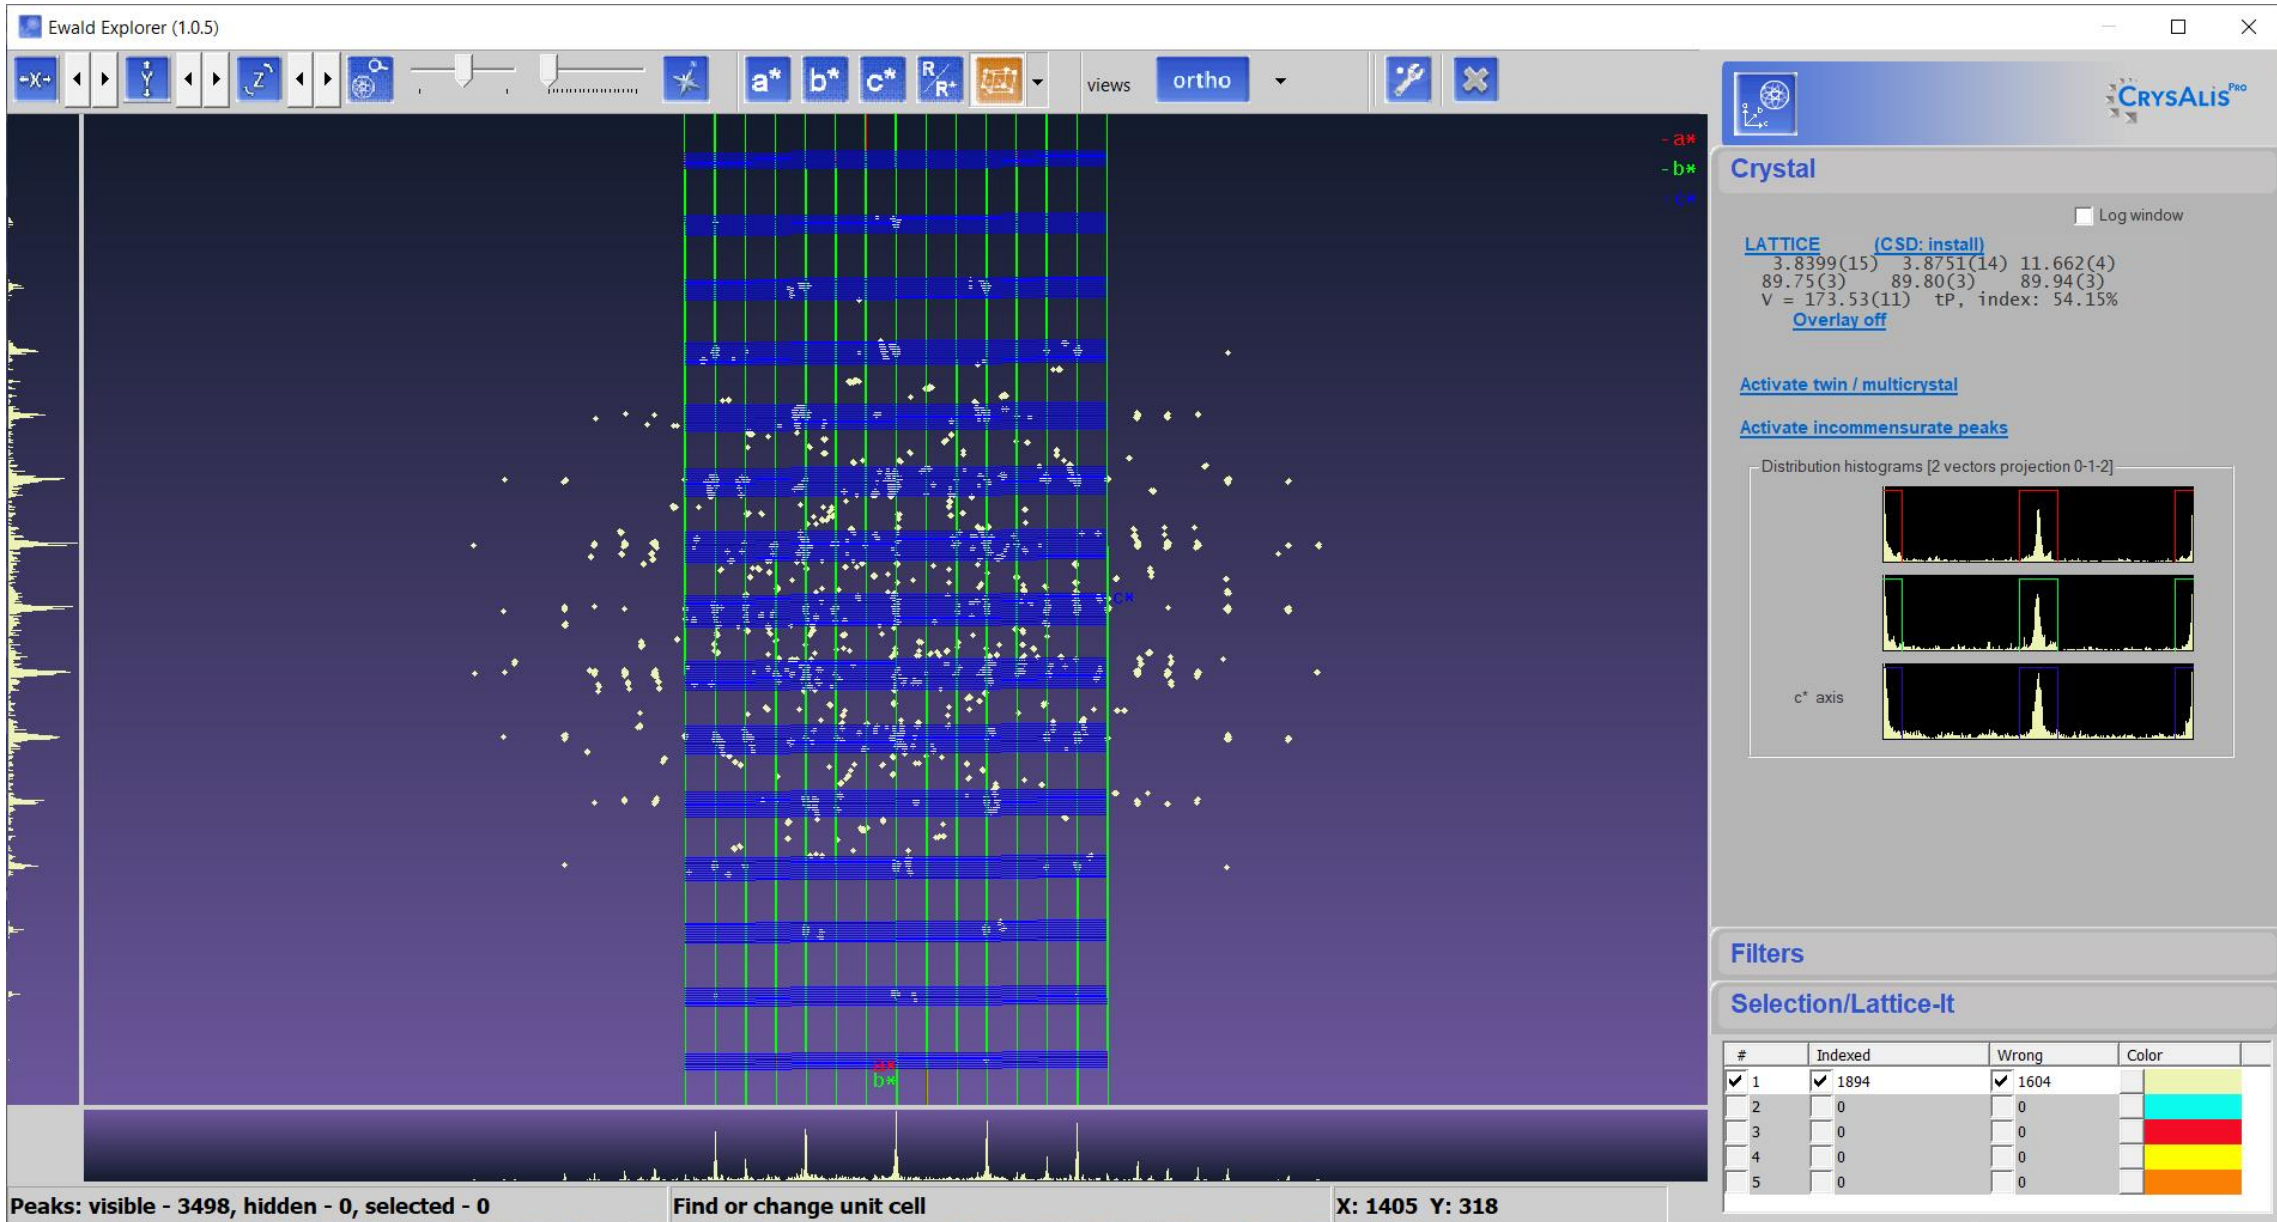 Ewald Explorer (1.0.5)
X
Y
Z
a*
b*
c*
R/R*
views
ortho
CRYSALIS PRO
-a*
-b*
-c*
Crystal
Log window
LATTICE (CSD: install)
3.8399(15) 3.8751(14) 11.662(4)
89.75(3) 89.80(3) 89.94(3)
V = 173.53(11) tP, index: 54.15%
Overlay off
Activate twin / multicrystal
Activate incommensurate peaks
Distribution histograms [2 vectors projection 0-1-2]
c* axis
c*
a*
b*
Filters
Selection/Lattice-It
# Indexed Wrong Color
1 1894 1604
2 0 0
3 0 0
4 0 0
5 0 0
Peaks: visible - 3498, hidden - 0, selected - 0
Find or change unit cell
X: 1405 Y: 318